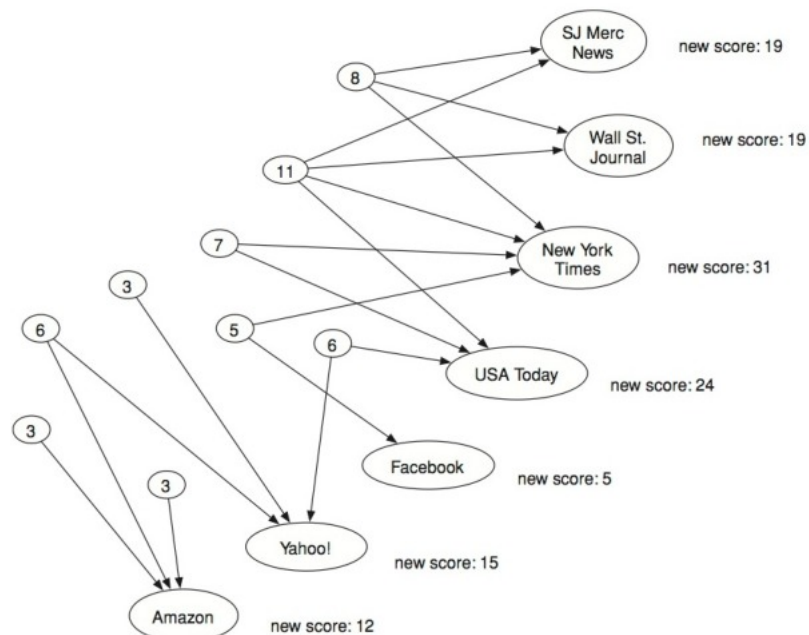 SJ Merc
News
new score: 19
8
Wall St.
Journal
new score: 19
11
7
New York
Times
new score: 31
3
6
5
6
USA Today
new score: 24
3
Facebook
new score: 5
3
Yahoo!
new score: 15
Amazon
new score: 12